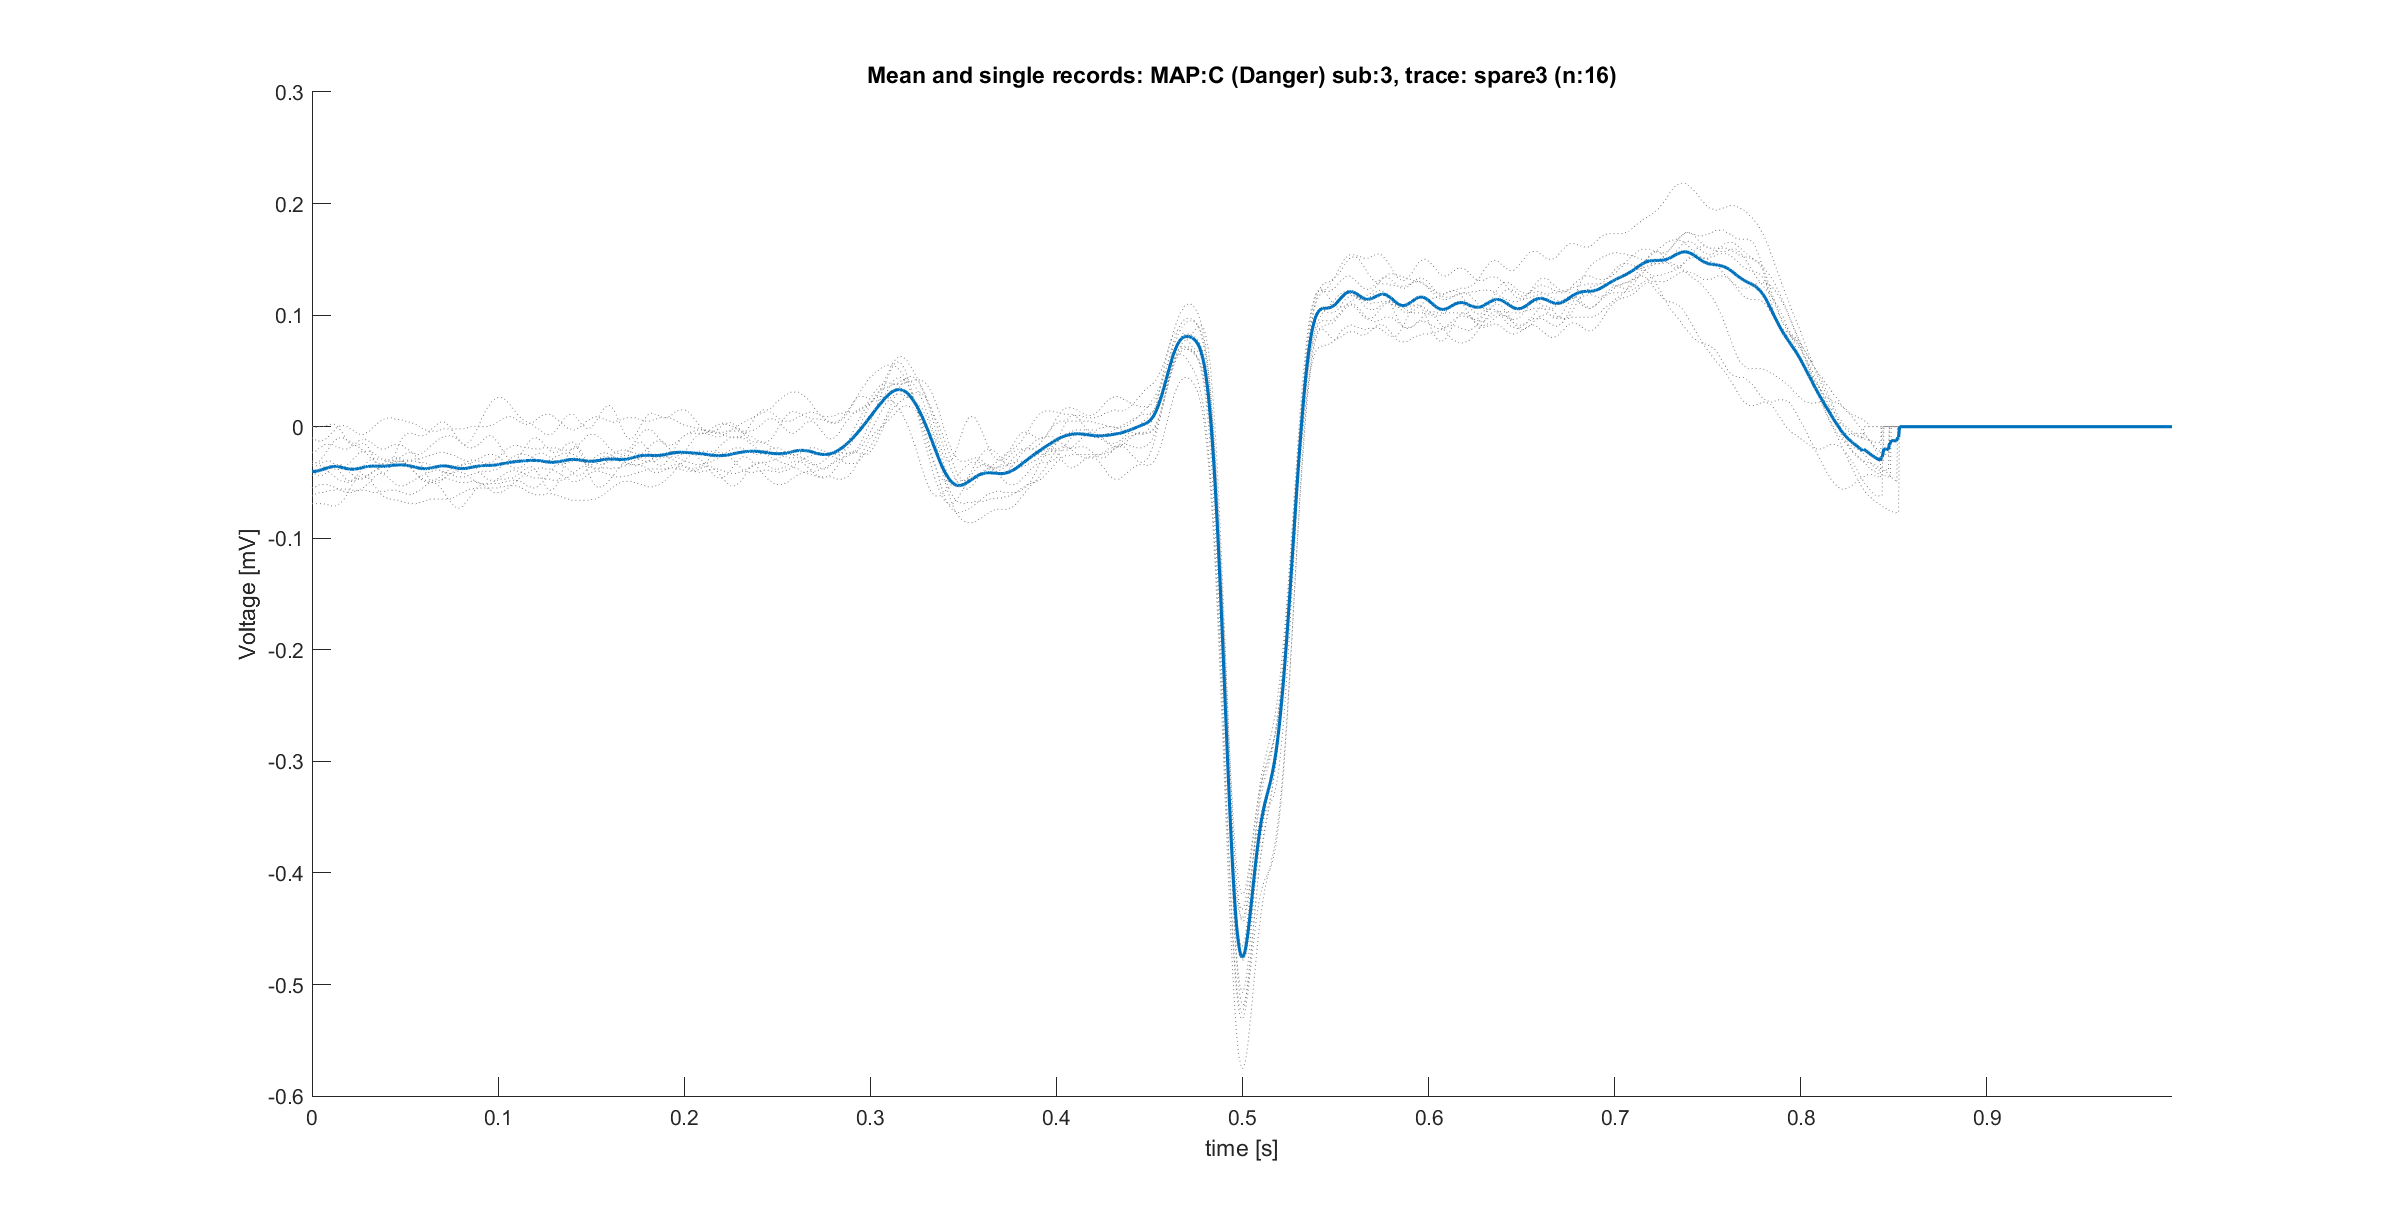 Mean and single records: MAP:C (Danger) sub:3, trace: spare3 (n:16)
0.3
0.2
0.1
0
-0.1
-0.2
-0.3
-0.4
-0.5
-0.6
Voltage [mV]
0 0.1 0.2 0.3 0.4 0.5 0.6 0.7 0.8 0.9
time [s]